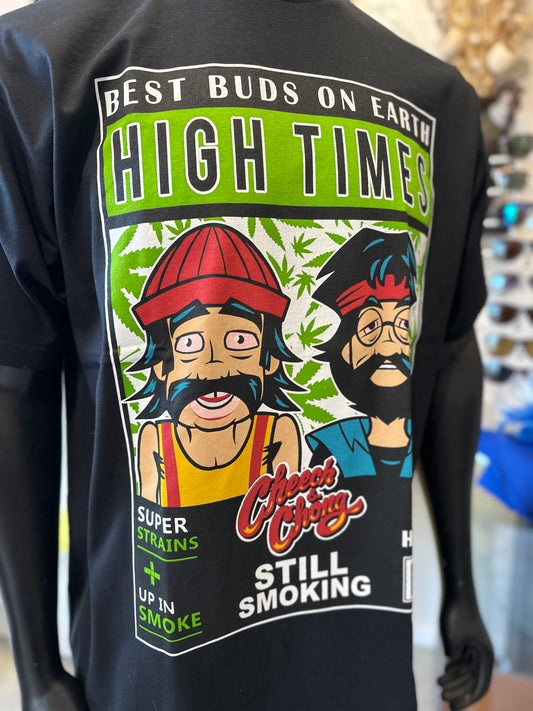 BEST BUDS ON EARTH
HIGH TIMES
Cheech
&
Chong
SUPER
STRAINS
+
UP IN
SMOKE
STILL
SMOKING